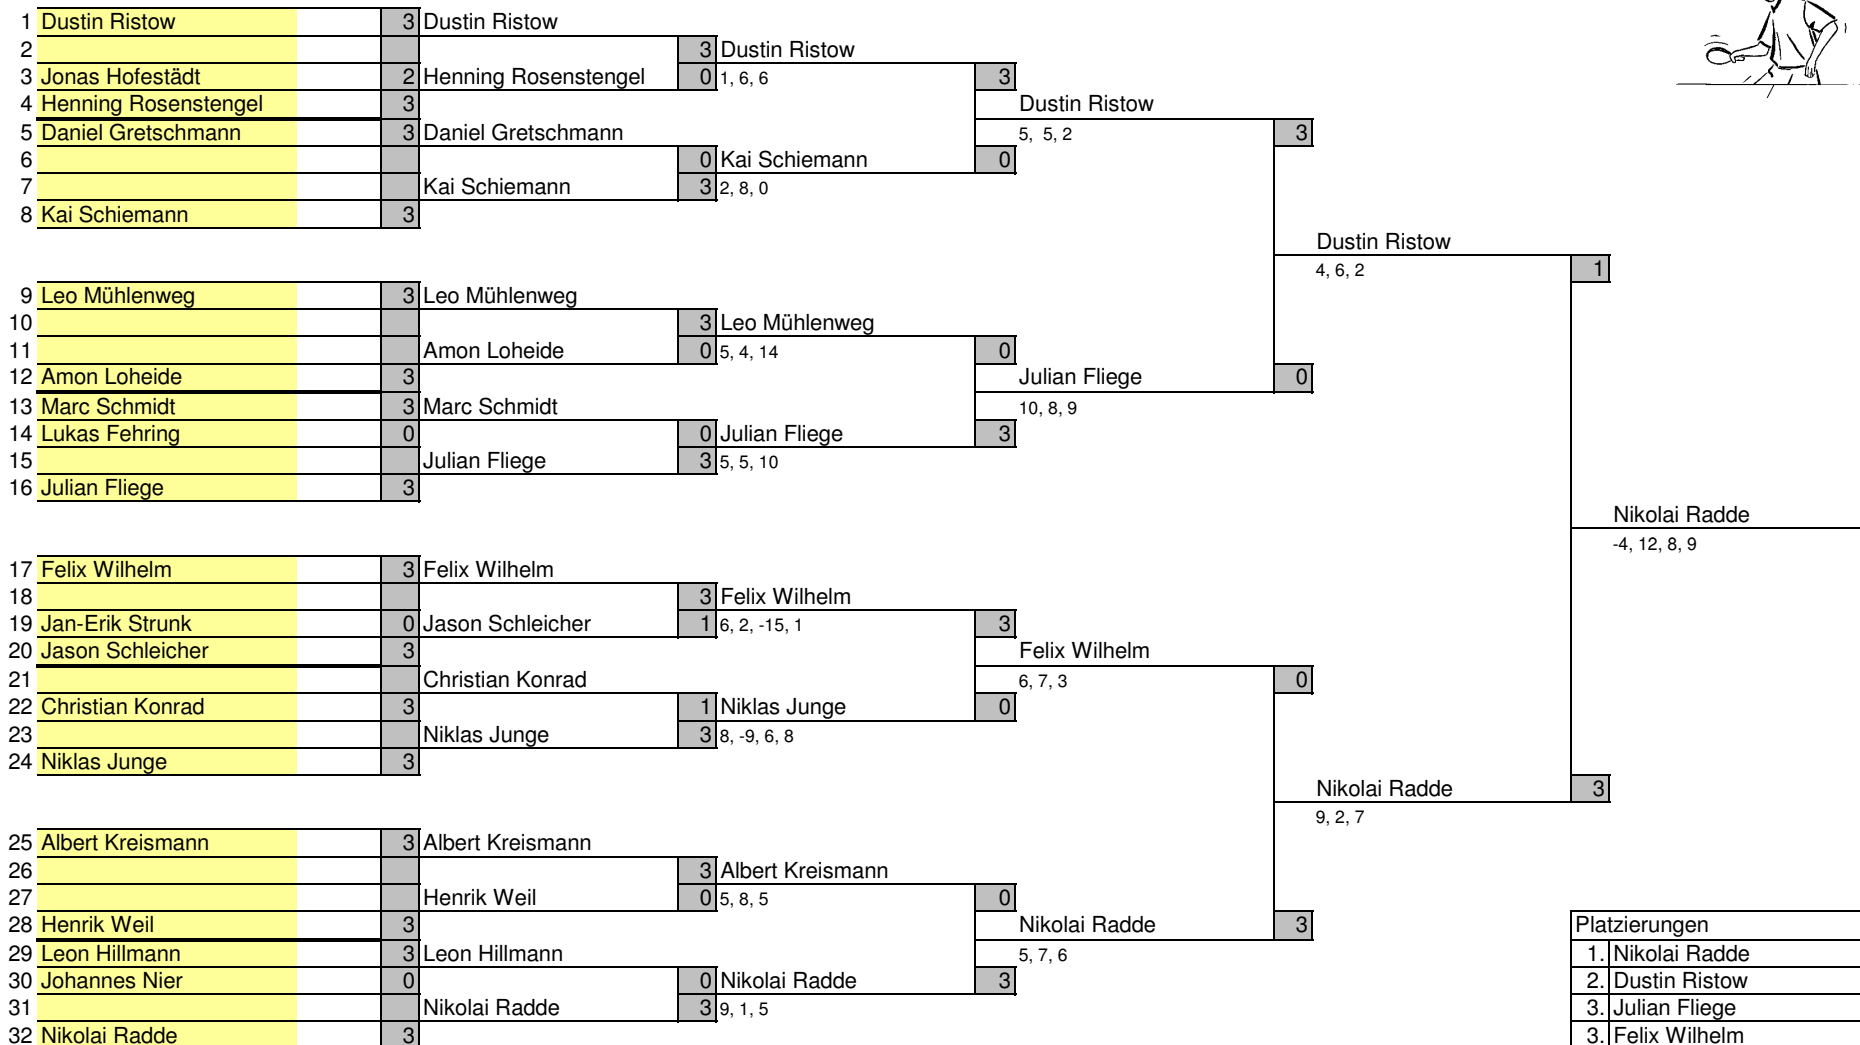 1 Dustin Ristow 3 Dustin Ristow
2 3 Dustin Ristow
3 Jonas Hofestädt 2 Henning Rosenstengel 0 1, 6, 6 3
4 Henning Rosenstengel 3 Dustin Ristow
5 Daniel Gretschmann 3 Daniel Gretschmann 5, 5, 2 3
6 0 Kai Schiemann 0
7 Kai Schiemann 3 2, 8, 0
8 Kai Schiemann 3
Dustin Ristow
4, 6, 2 1
9 Leo Mühlenweg 3 Leo Mühlenweg
10 3 Leo Mühlenweg
11 Amon Loheide 0 5, 4, 14 0
12 Amon Loheide 3 Julian Fliege 0
13 Marc Schmidt 3 Marc Schmidt 10, 8, 9
14 Lukas Fehring 0 0 Julian Fliege 3
15 Julian Fliege 3 5, 5, 10
16 Julian Fliege 3
Nikolai Radde
-4, 12, 8, 9
17 Felix Wilhelm 3 Felix Wilhelm
18 3 Felix Wilhelm
19 Jan-Erik Strunk 0 Jason Schleicher 1 6, 2, -15, 1 3
20 Jason Schleicher 3 Felix Wilhelm
21 Christian Konrad 6, 7, 3 0
22 Christian Konrad 3 1 Niklas Junge 0
23 Niklas Junge 3 8, -9, 6, 8
24 Niklas Junge 3
Nikolai Radde 3
9, 2, 7
25 Albert Kreismann 3 Albert Kreismann
26 3 Albert Kreismann
27 Henrik Weil 0 5, 8, 5 0
28 Henrik Weil 3 Nikolai Radde 3 Platzierungen
29 Leon Hillmann 3 Leon Hillmann 5, 7, 6 1. Nikolai Radde
30 Johannes Nier 0 0 Nikolai Radde 3 2. Dustin Ristow
31 Nikolai Radde 3 9, 1, 5 3. Julian Fliege
32 Nikolai Radde 3 3. Felix Wilhelm